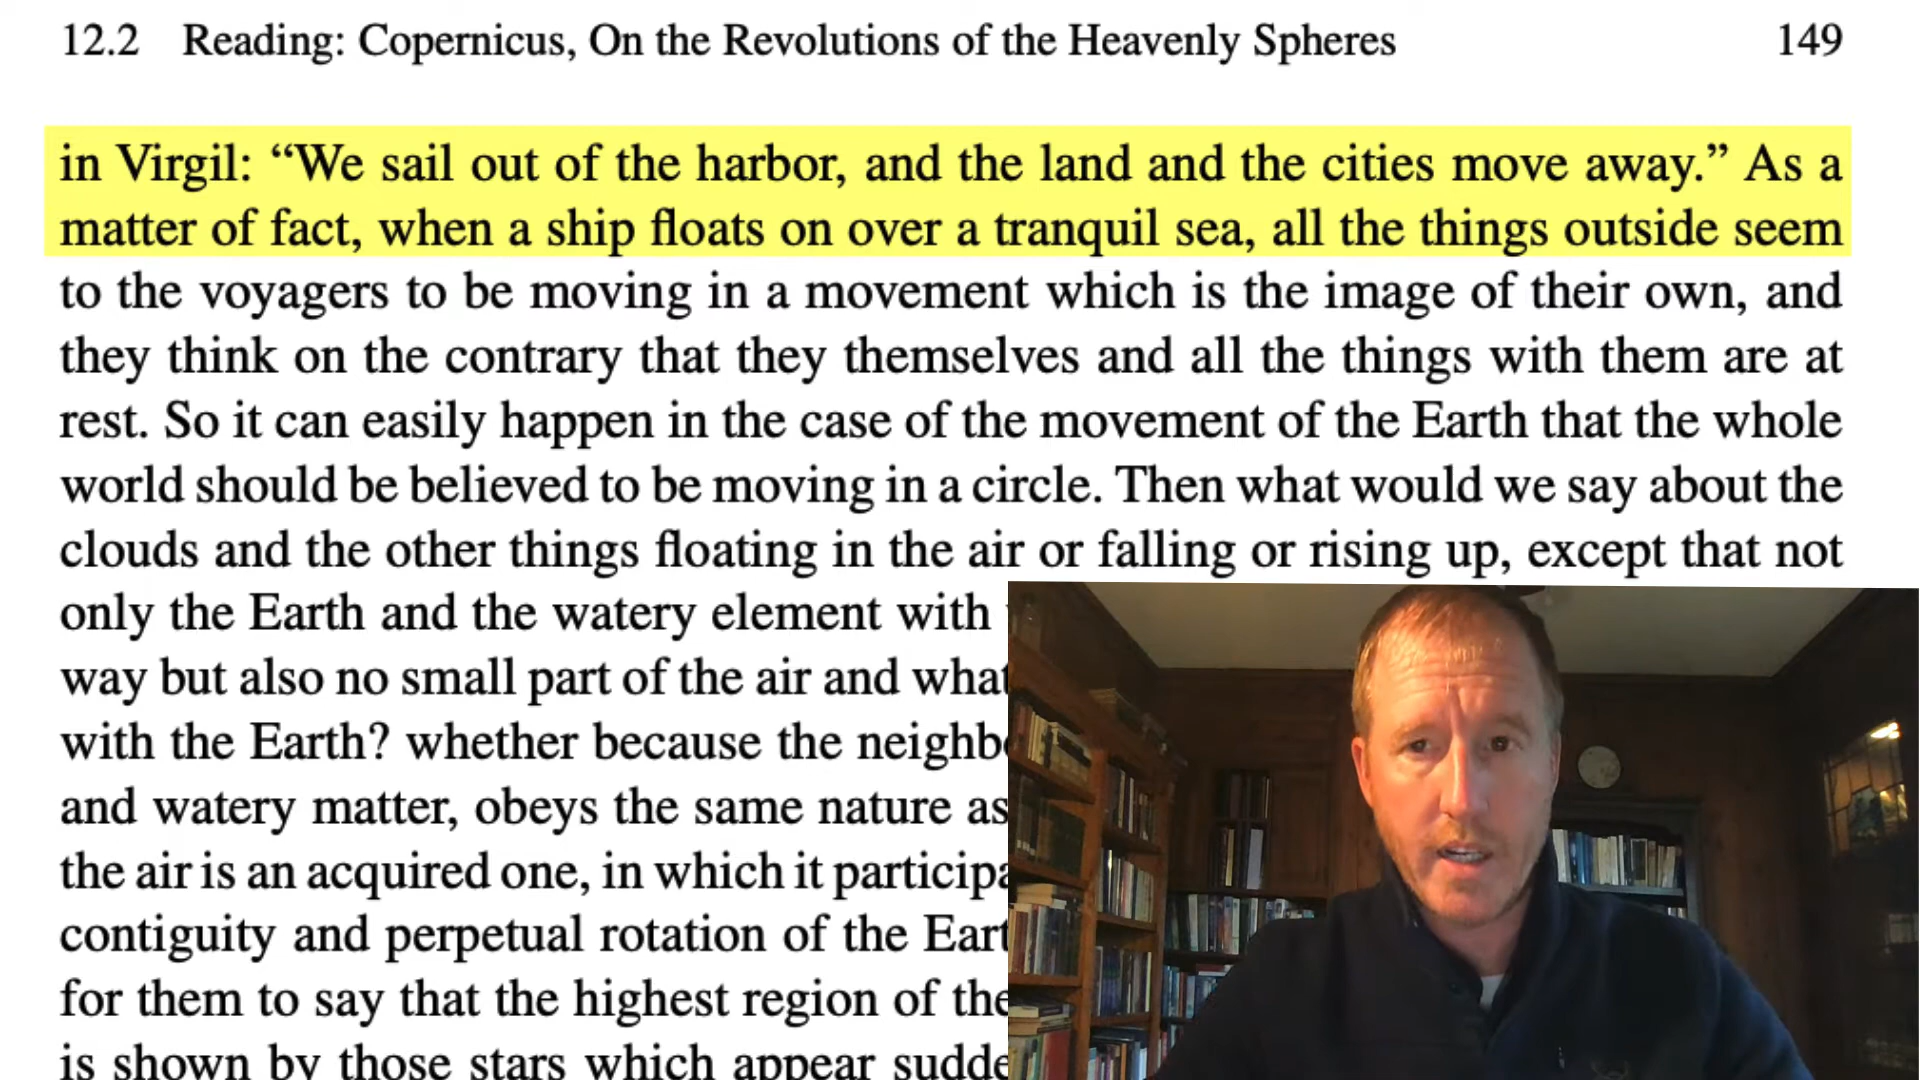 12.2 Reading: Copernicus, On the Revolutions of the Heavenly Spheres 149
in Virgil: “We sail out of the harbor, and the land and the cities move away.” As a
matter of fact, when a ship floats on over a tranquil sea, all the things outside seem
to the voyagers to be moving in a movement which is the image of their own, and
they think on the contrary that they themselves and all the things with them are at
rest. So it can easily happen in the case of the movement of the Earth that the whole
world should be believed to be moving in a circle. Then what would we say about the
clouds and the other things floating in the air or falling or rising up, except that not
only the Earth and the watery element with
way but also no small part of the air and what
with the Earth? whether because the
and watery matter, obeys the same nature as
the air is an acquired one, in which it
contiguity and perpetual rotation of the
for them to say that the highest region of the
is shown by those stars which appear